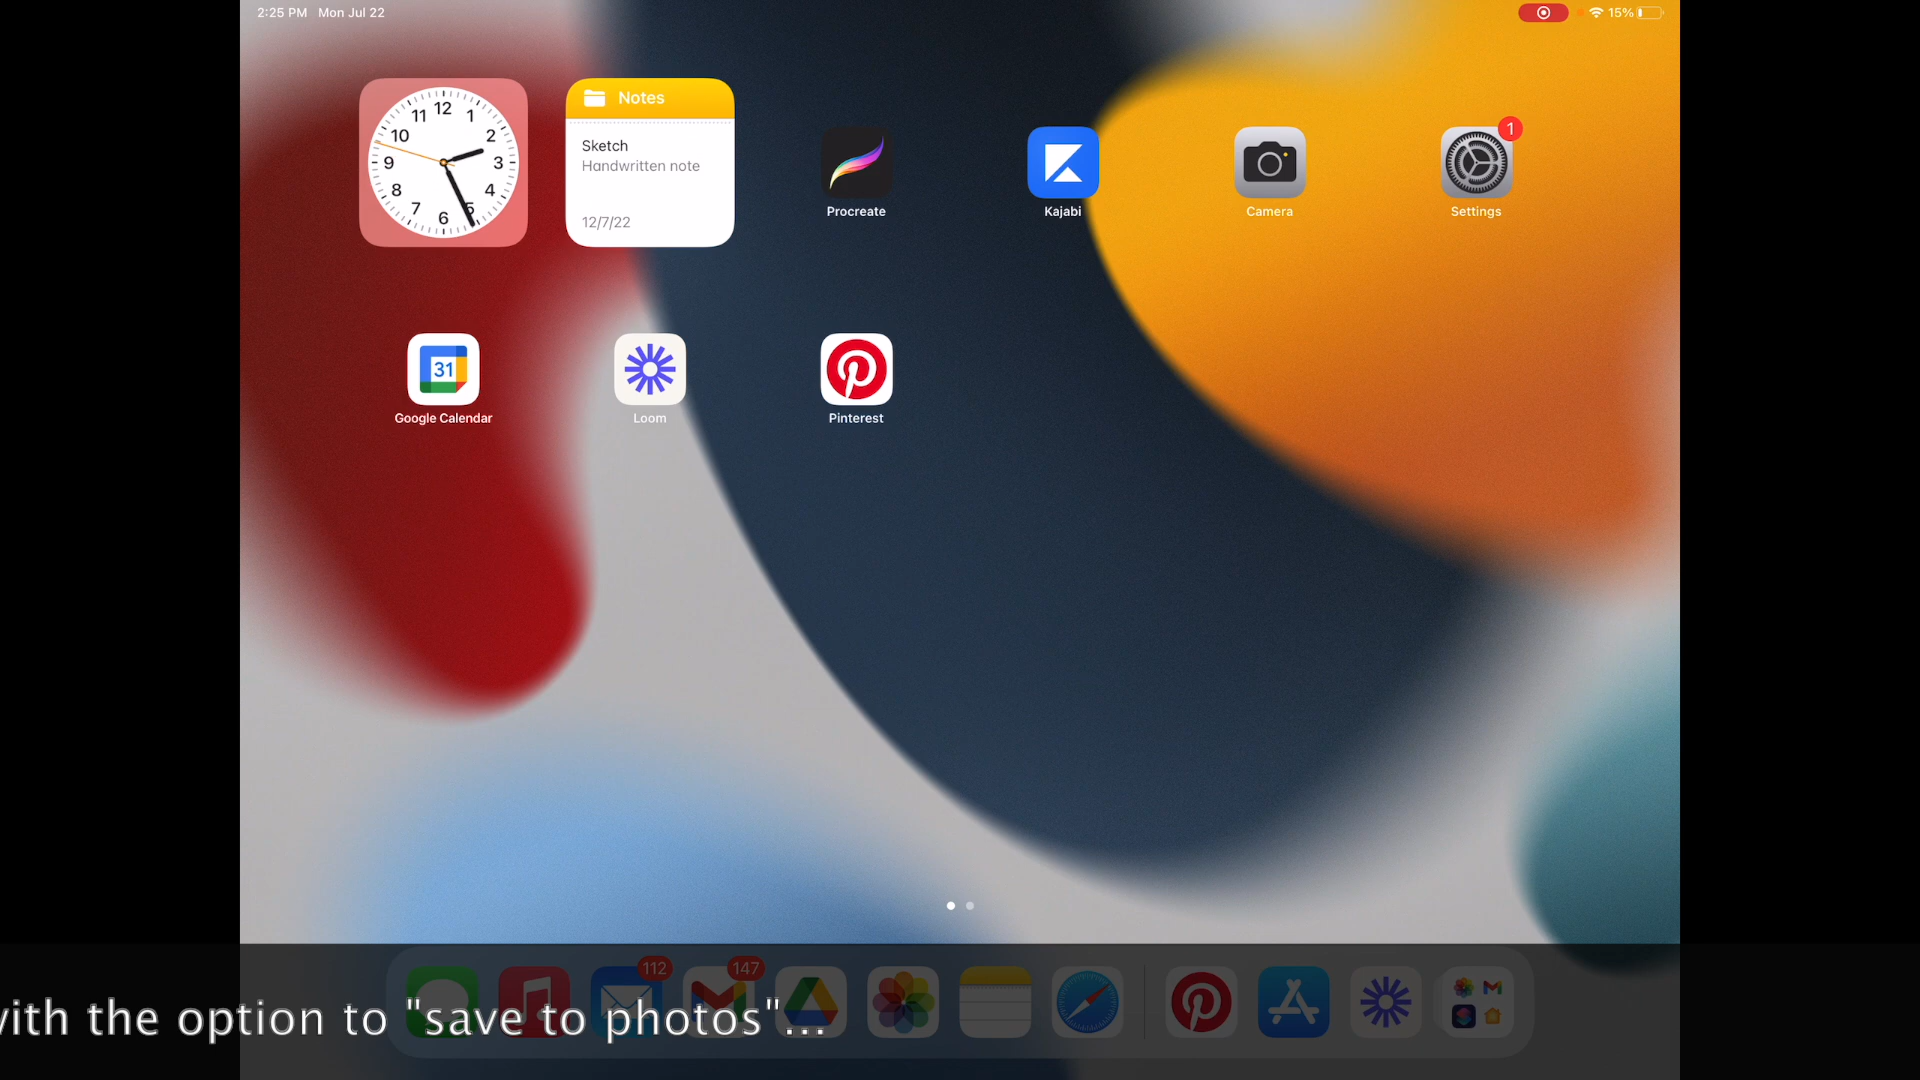 2:25 PM Mon Jul 22
15%
12
11 1
10 2
9 3
8 4
7 5
6
Notes
Sketch
Handwritten note
12/7/22
Procreate
Kajabi
Camera
1
Settings
31
Google Calendar
Loom
Pinterest
112
147
with the option to "save to photos"...